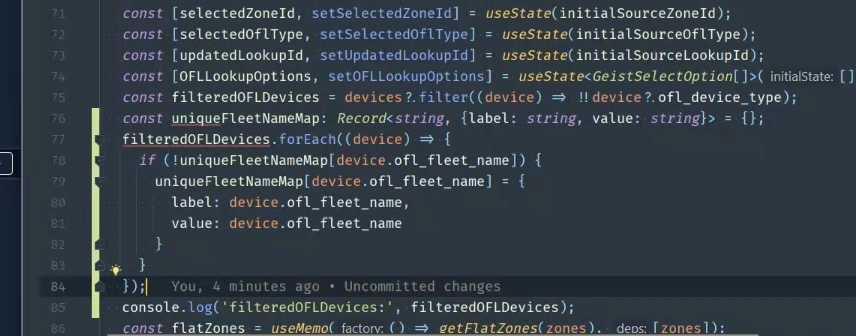 71 const [selectedZoneId, setSelectedZoneId] = useState(initialSourceZoneId);
72 const [selectedOflType, setSelectedOflType] = useState(initialSourceOflType);
73 const [updatedLookupId, setUpdatedLookupId] = useState(initialSourceLookupId);
74 const [OFLLookupOptions, setOFLLookupOptions] = useState<GeistSelectOption[]>( initialState: []
75 const filteredOFLDevices = devices?.filter((device) => !!device?.ofl_device_type);
76 const uniqueFleetNameMap: Record<string, {label: string, value: string}> = {};
77 filteredOFLDevices.forEach((device) => {
78 if (!uniqueFleetNameMap[device.ofl_fleet_name]) {
79 uniqueFleetNameMap[device.ofl_fleet_name] = {
80 label: device.ofl_fleet_name,
81 value: device.ofl_fleet_name
82 }
83 }
84 }); You, 4 minutes ago • Uncommitted changes
85 console.log('filteredOFLDevices:', filteredOFLDevices);
86 const flatZones = useMemo( factory: () => getFlatZones(zones), deps: [zones]);